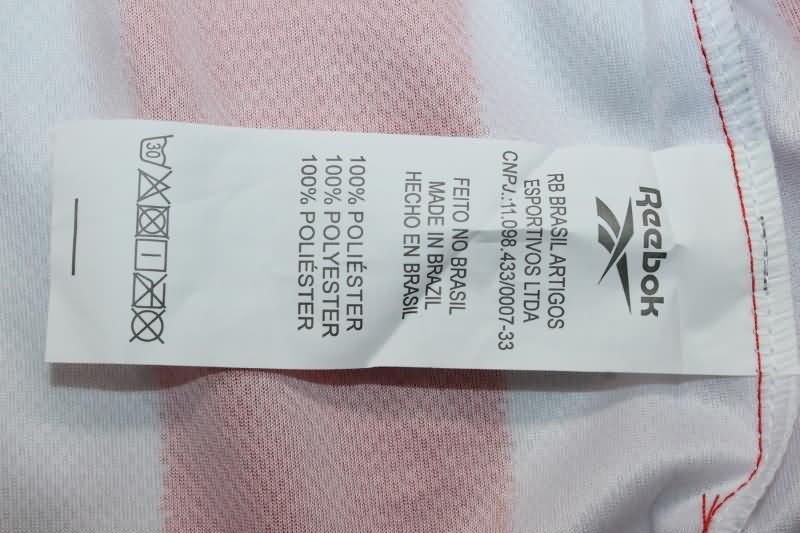 Reebok
RB BRASIL ARTIGOS
ESPORTIVOS LTDA
CNPJ.:11.098.433/0007-33
FEITO NO BRASIL
MADE IN BRAZIL
HECHO EN BRASIL
100% POLIÉSTER
100% POLYESTER
100% POLIÉSTER
30